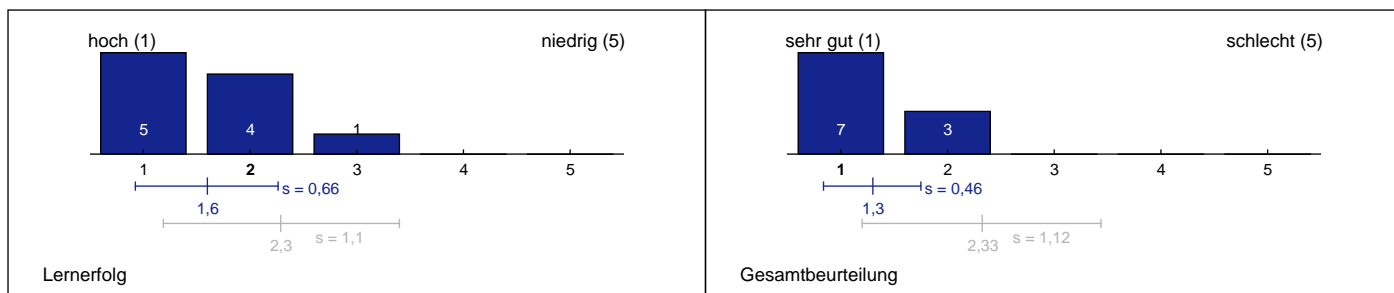 hoch (1) niedrig (5)
5 4 1
1 2 3 4 5
s = 0,66
1,6
s = 1,1
2,3
Lernerfolg
sehr gut (1) schlecht (5)
7 3
1 2 3 4 5
s = 0,46
1,3
s = 1,12
2,33
Gesamtbeurteilung